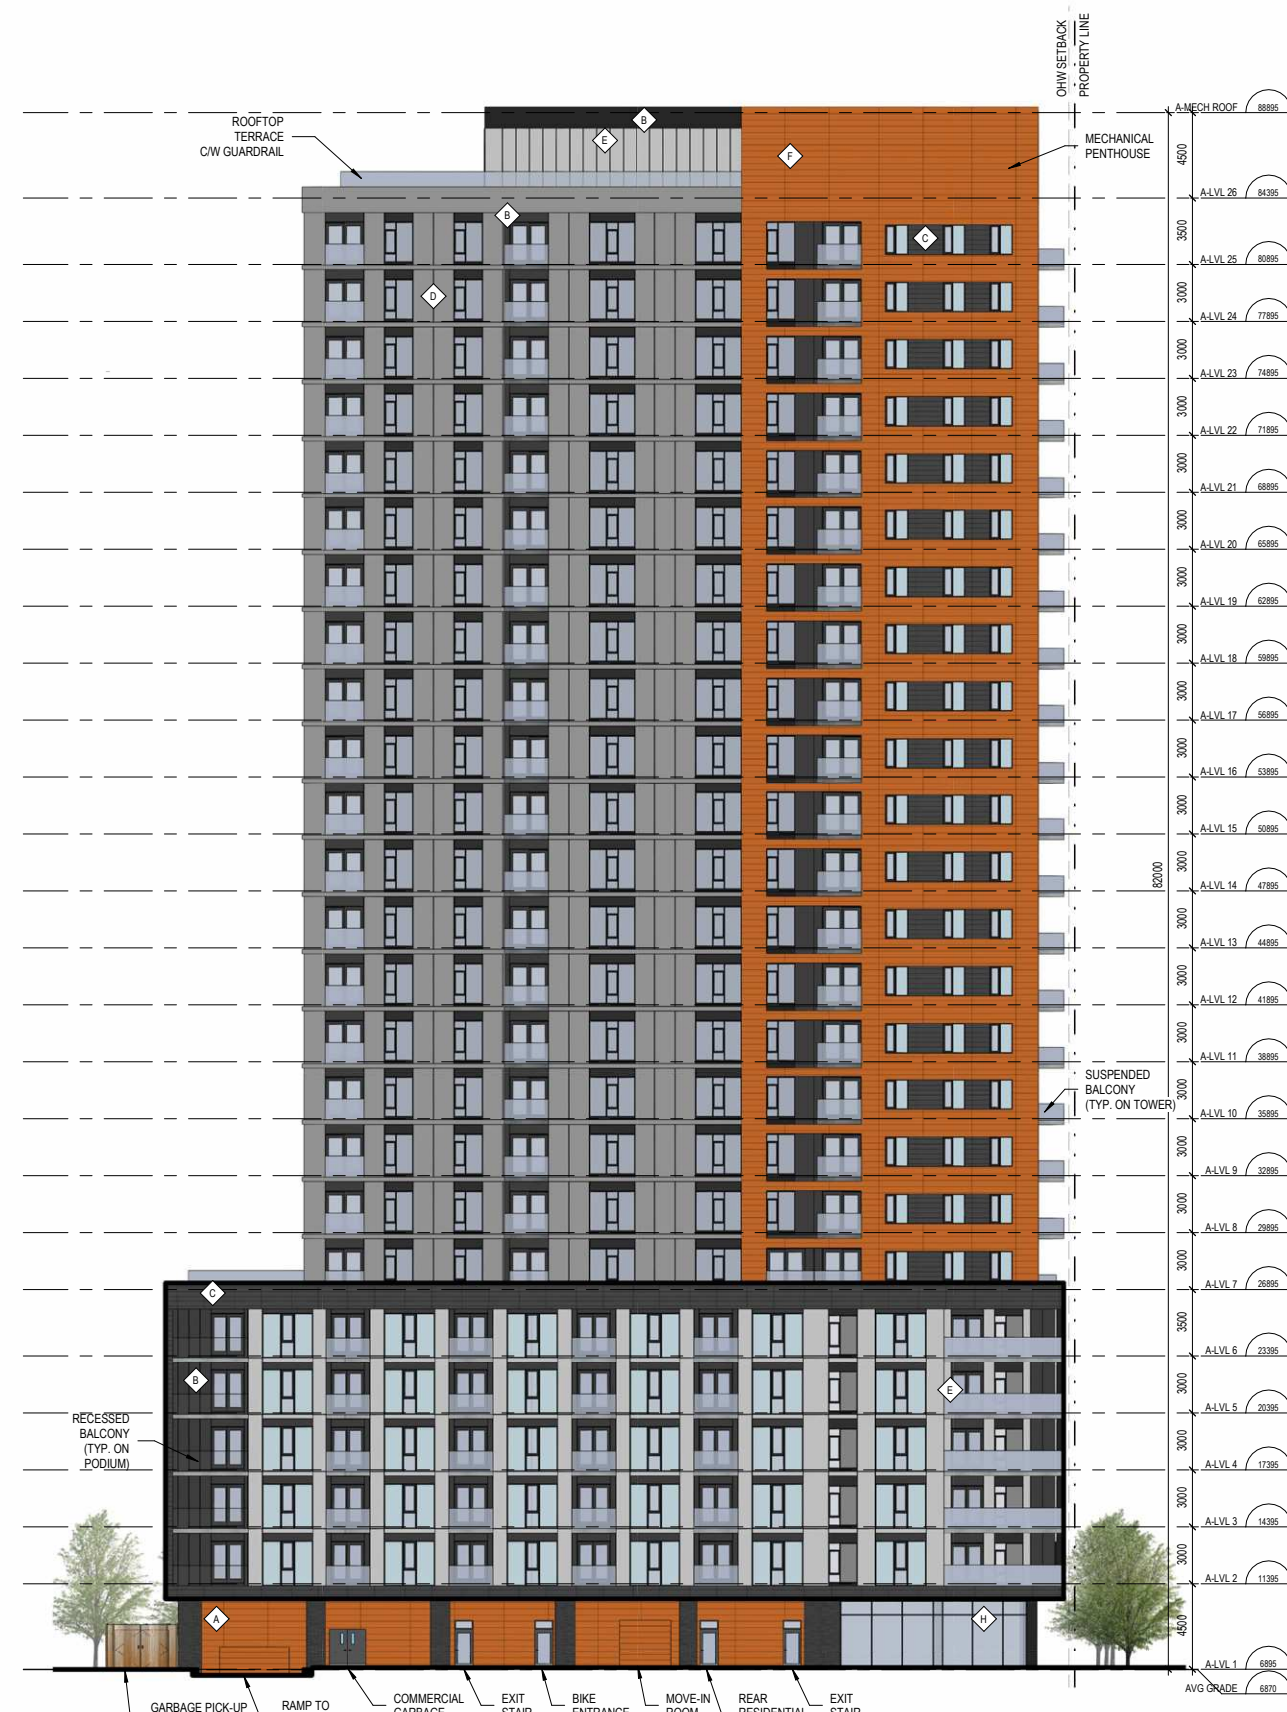 OHW SETBACK
PROPERTY LINE
A-MECH ROOF 88895
ROOFTOP
TERRACE
C/W GUARDRAIL
B
E
F
MECHANICAL
PENTHOUSE
4500
A-LVL 26 84395
B
C
3500
A-LVL 25 80895
D
3000
A-LVL 24 77895
3000
A-LVL 23 74895
3000
A-LVL 22 71895
3000
A-LVL 21 68895
3000
A-LVL 20 65895
3000
A-LVL 19 62895
3000
A-LVL 18 59895
3000
A-LVL 17 56895
3000
A-LVL 16 53895
3000
A-LVL 15 50895
3000
82000
A-LVL 14 47895
3000
A-LVL 13 44895
3000
A-LVL 12 41895
3000
A-LVL 11 38895
SUSPENDED
BALCONY
(TYP. ON TOWER)
3000
A-LVL 10 35895
3000
A-LVL 9 32895
3000
A-LVL 8 29895
3000
A-LVL 7 26895
C
3500
A-LVL 6 23395
B
E
3000
A-LVL 5 20395
RECESSED
BALCONY
(TYP. ON
PODIUM)
3000
A-LVL 4 17395
3000
A-LVL 3 14395
3000
A-LVL 2 11395
A
H
4500
A-LVL 1 6895
AVG GRADE 6870
GARBAGE PICK-UP
RAMP TO
COMMERCIAL
GARBAGE
EXIT
STAIR
BIKE
ENTRANCE
MOVE-IN
ROOM
REAR
RESIDENTIAL
EXIT
STAIR